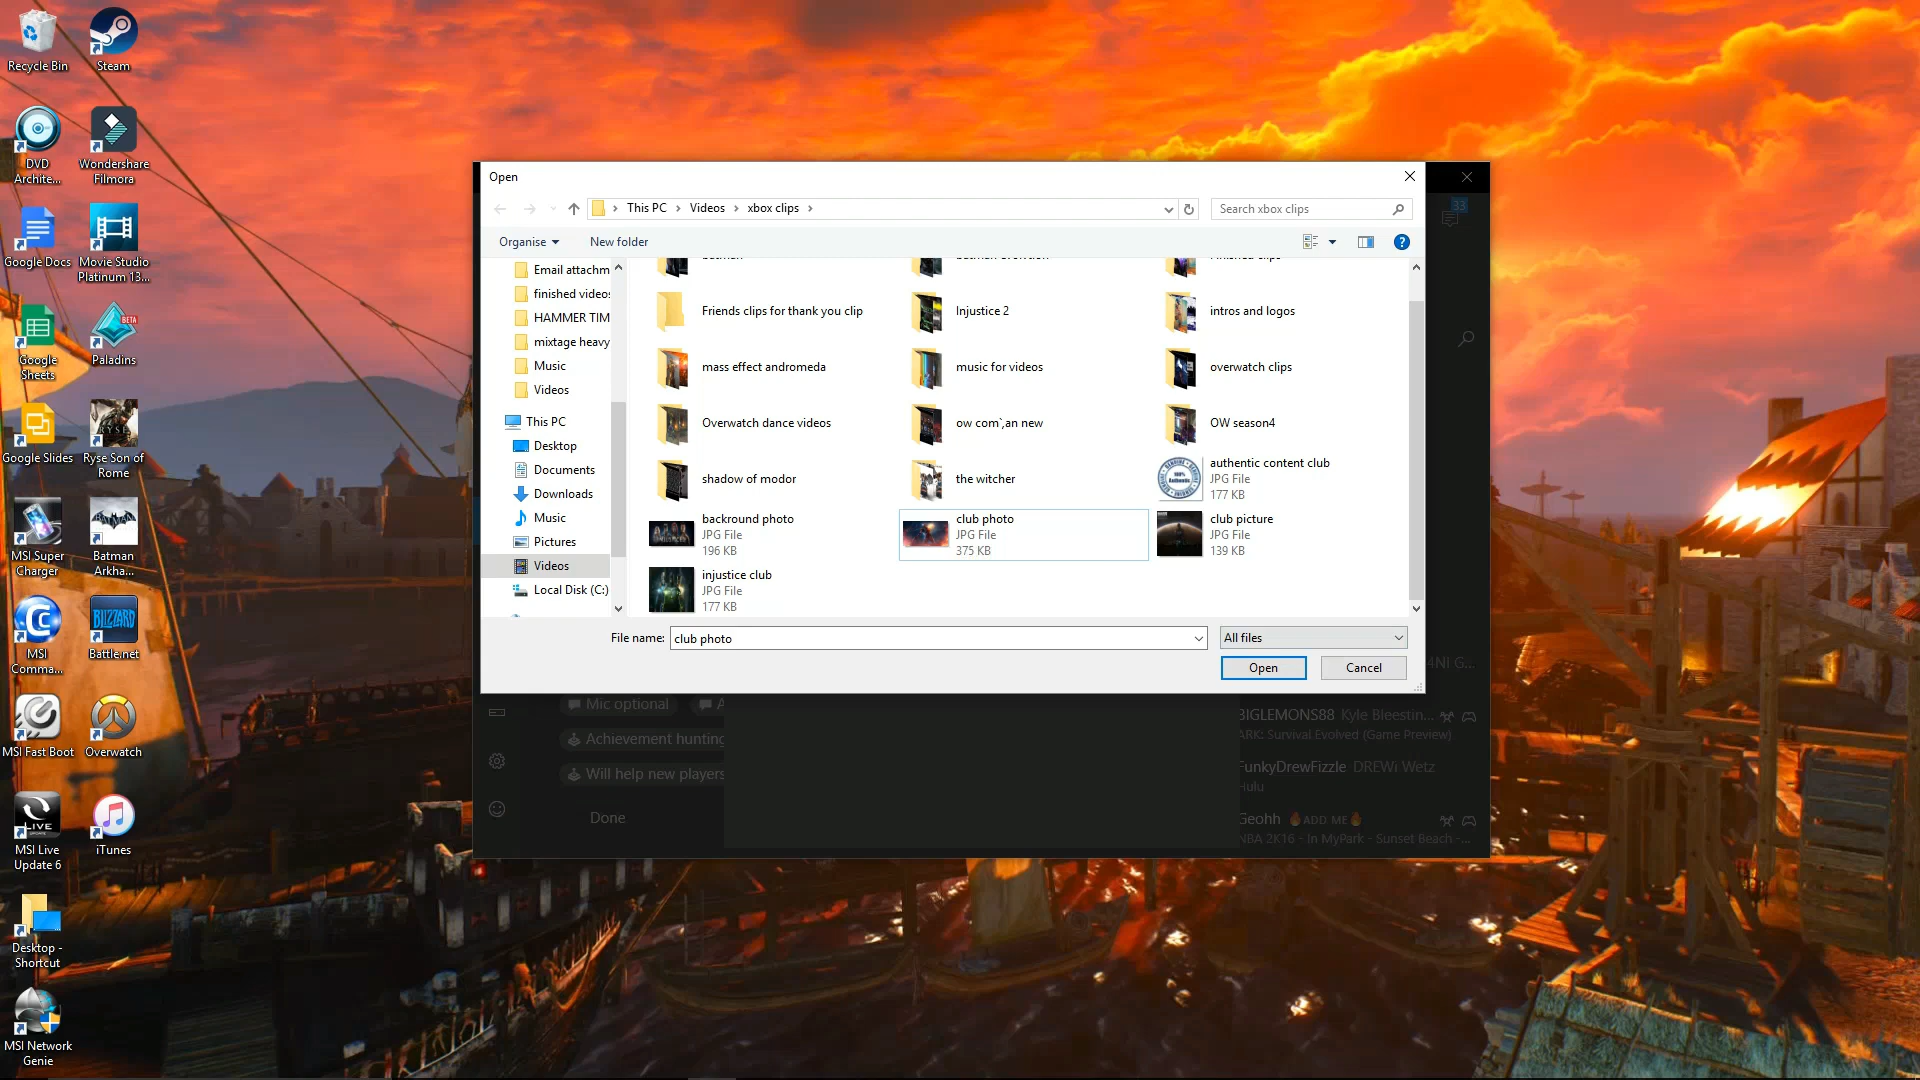 Recycle Bin
Steam
DVD
Archite...
Wondershare
Filmora
Google Docs
Movie Studio
Platinum 13...
Google
Sheets
BETA
Paladins
Google Slides
RYSE
Ryse Son of
Rome
MSI Super
Charger
BATMAN
Batman
Arkha...
MSI
Comma...
BLIZZARD
Battle.net
MSI Fast Boot
Overwatch
LIVE
MSI Live
Update 6
iTunes
Desktop -
Shortcut
MSI Network
Genie
Open
This PC
Videos
xbox clips
Search xbox clips
Organise
New folder
Email attachm
finished videos
HAMMER TIM
mixtage heavy
Music
Videos
This PC
Desktop
Documents
Downloads
Music
Pictures
Videos
Local Disk (C:)
Friends clips for thank you clip
Injustice 2
intros and logos
mass effect andromeda
music for videos
overwatch clips
Overwatch dance videos
ow com`,an new
OW season4
shadow of modor
the witcher
authentic content club
JPG File
177 KB
backround photo
JPG File
196 KB
club photo
JPG File
375 KB
club picture
JPG File
139 KB
injustice club
JPG File
177 KB
File name:
club photo
All files
Open
Cancel
33
4NI G...
Mic optional
A
Achievement hunting
Will help new players
Done
BIGLEMONS88 Kyle Bleestin...
ARK: Survival Evolved (Game Preview)
FunkyDrewFizzle DREWi Wetz
Hulu
Geohh 🔥ADD ME🔥
NBA 2K16 - In MyPark - Sunset Beach -...